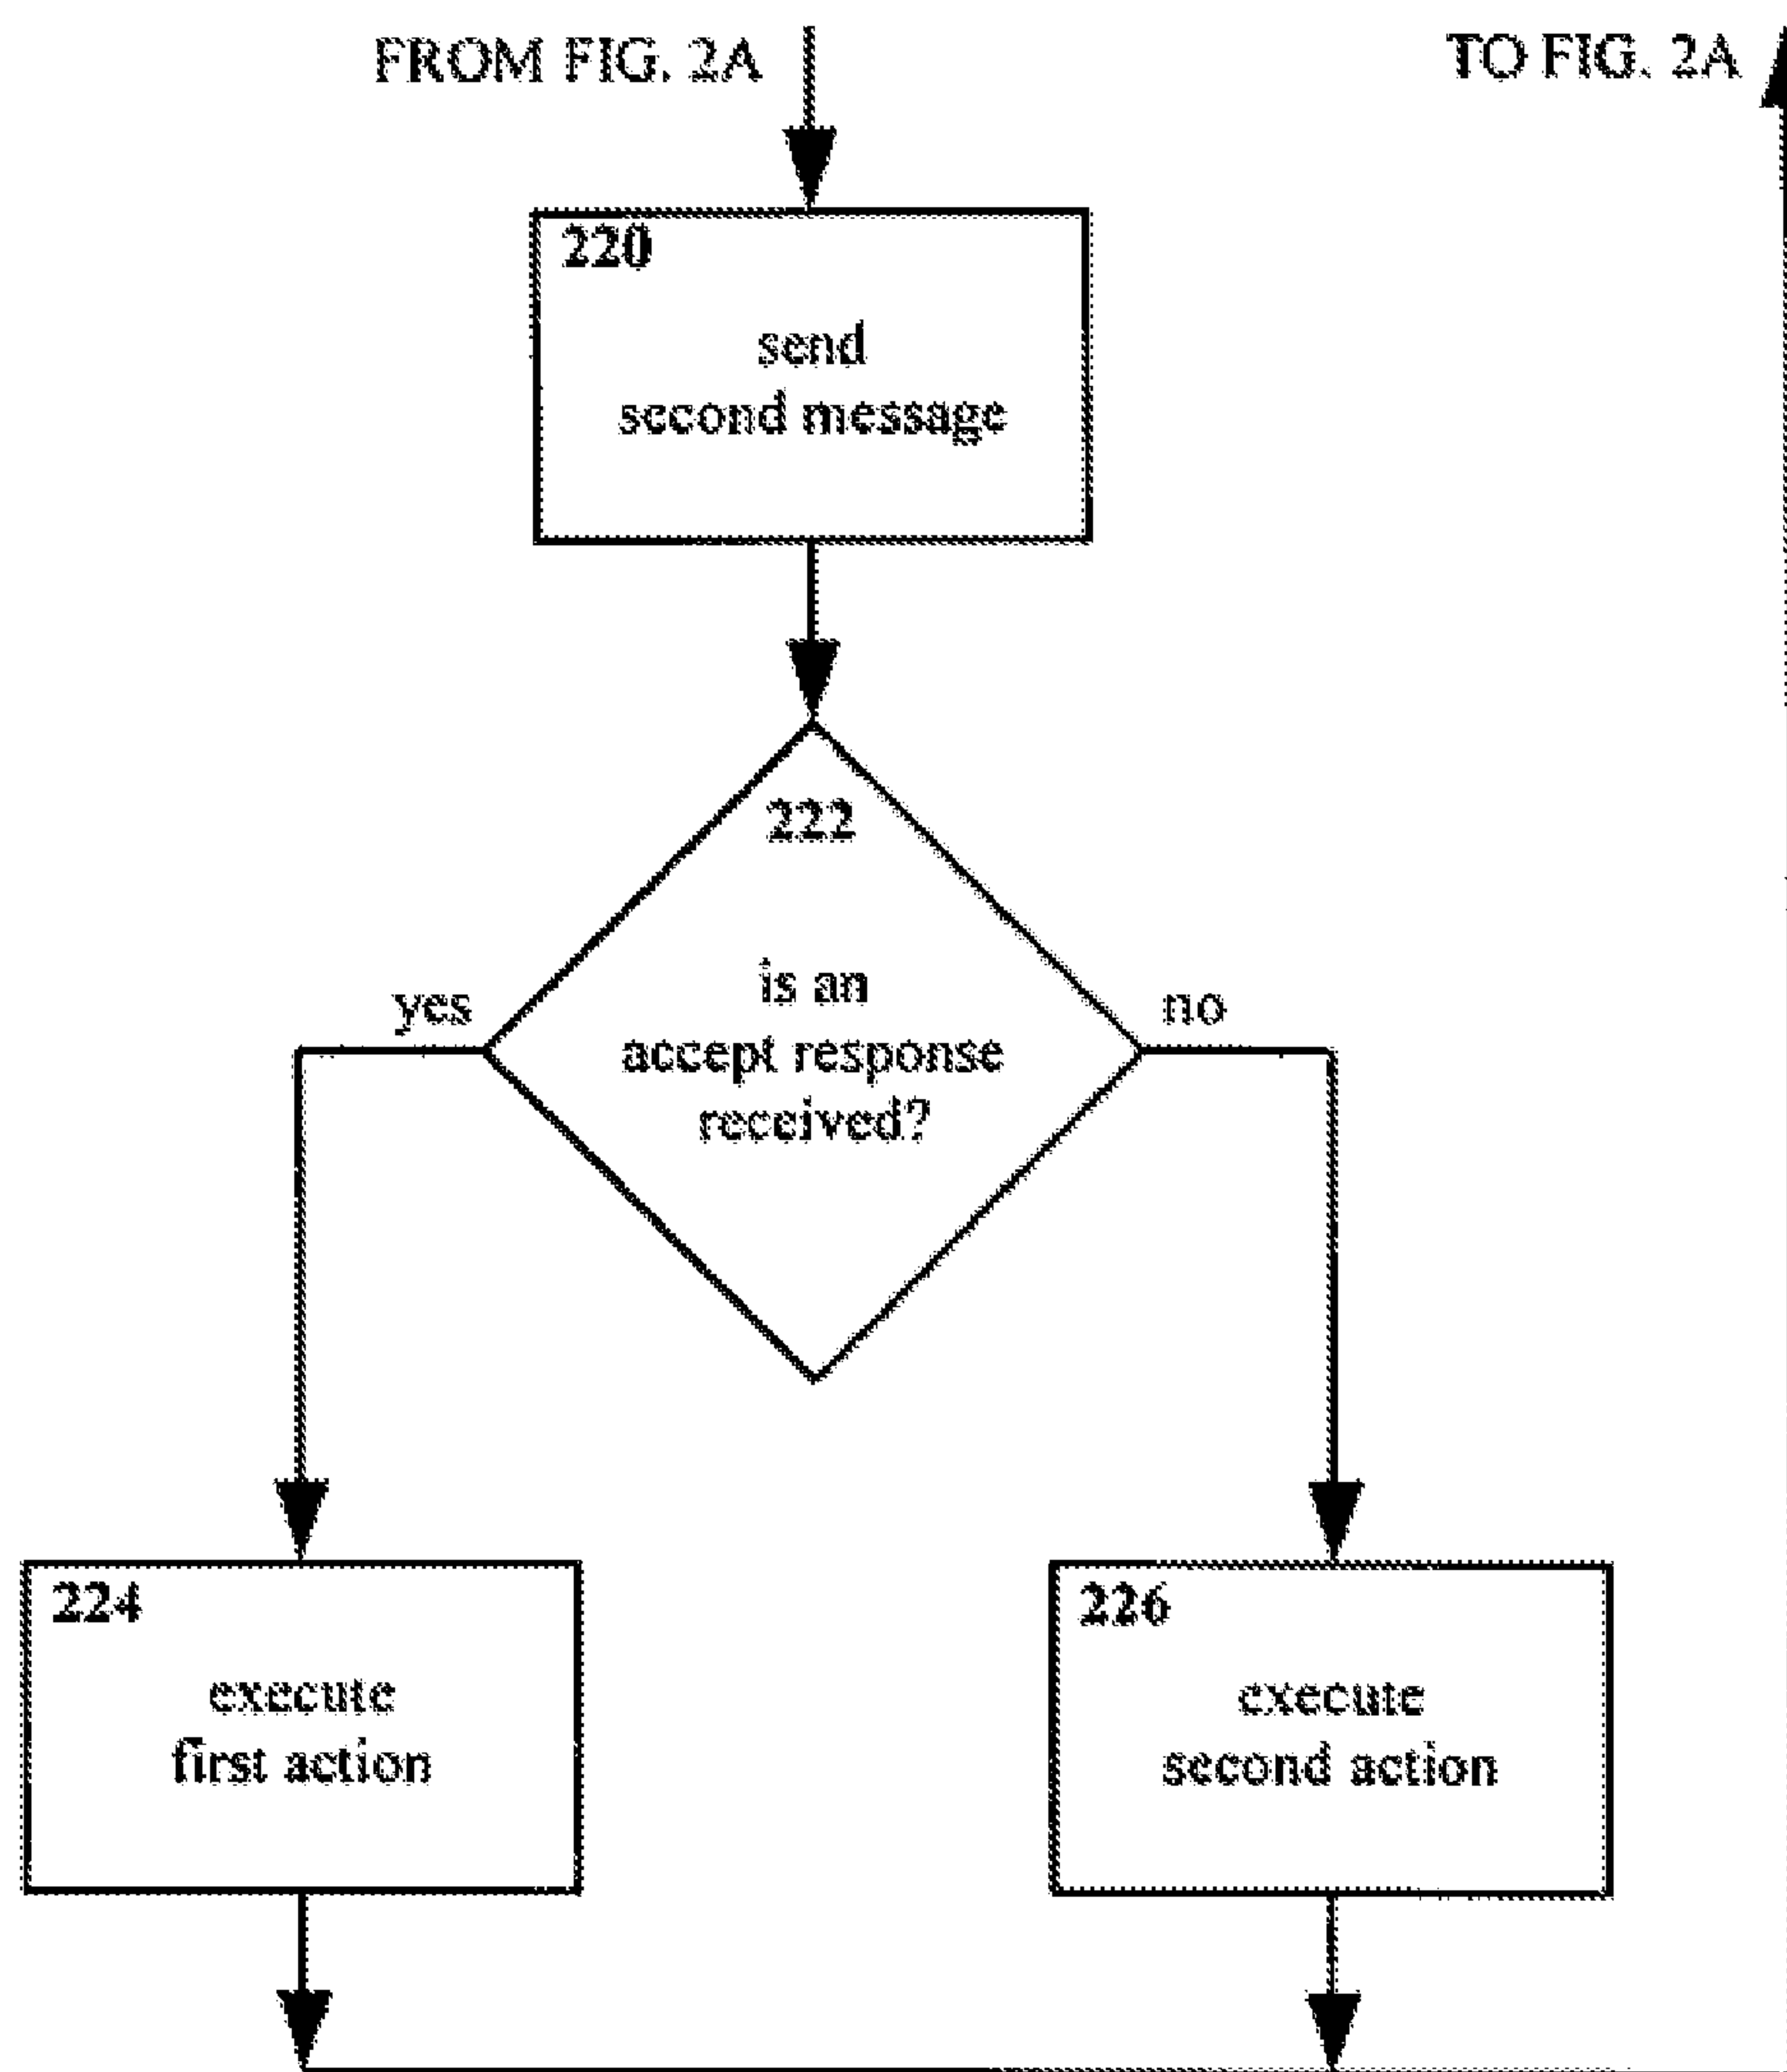 FROM FIG. 2A
TO FIG. 2A
220
send
second message
222
is an
accept response
received?
yes
no
224
execute
first action
226
execute
second action